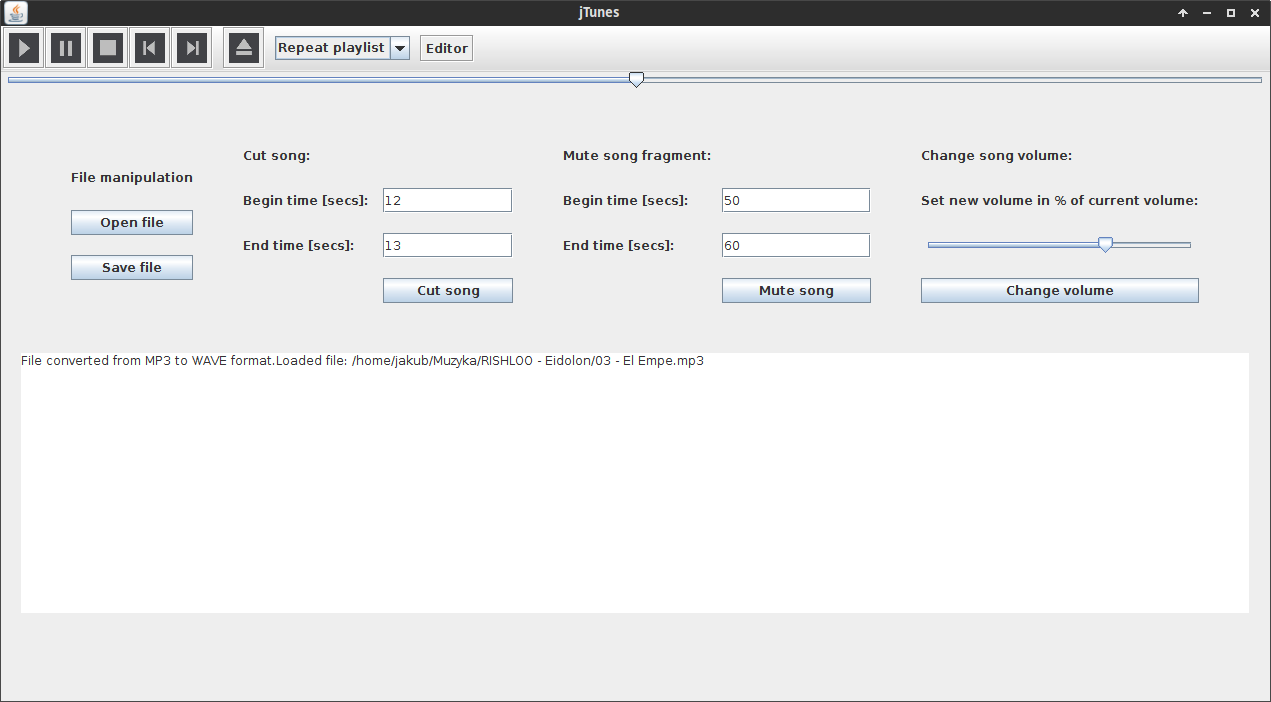 jTunes
Repeat playlist
Editor
File manipulation
Open file
Save file
Cut song:
Begin time [secs]: 12
End time [secs]: 13
Cut song
Mute song fragment:
Begin time [secs]: 50
End time [secs]: 60
Mute song
Change song volume:
Set new volume in % of current volume:
Change volume
File converted from MP3 to WAVE format.Loaded file: /home/jakub/Muzyka/RISHLOO - Eidolon/03 - El Empe.mp3